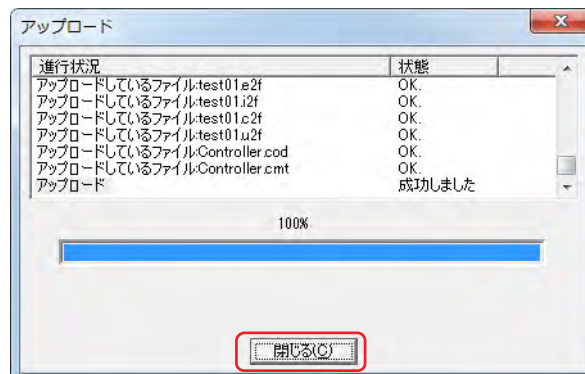 アップロード
進行状況 状態
アップロードしているファイル:test01.e2f OK.
アップロードしているファイル:test01.i2f OK.
アップロードしているファイル:test01.c2f OK.
アップロードしているファイル:test01.u2f OK.
アップロードしているファイル:Controller.cod OK.
アップロードしているファイル:Controller.cmt OK.
アップロード 成功しました
100%
閉じる(C)